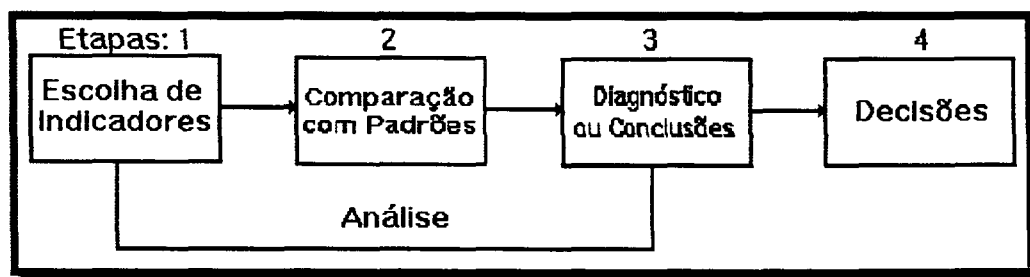 Etapas: 1
2
3
4
Escolha de
Indicadores
Comparação
com Padrões
Diagnóstico
ou Conclusões
Decisões
Análise